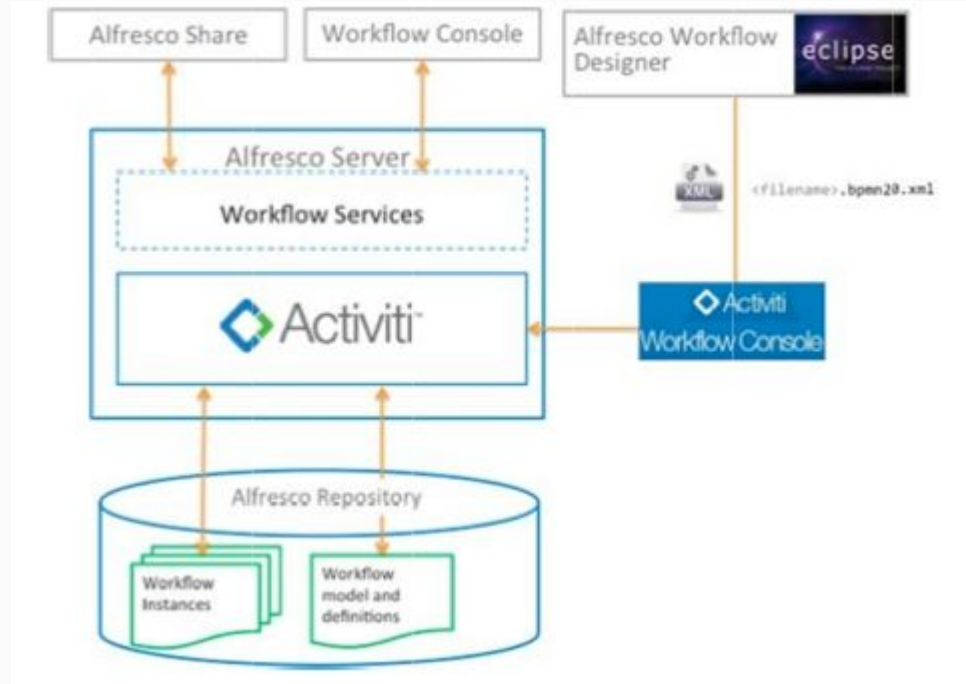 Alfresco Share
Workflow Console
Alfresco Workflow
Designer
eclipse
Alfresco Server
Workflow Services
XML
<filename>.bpmn20.xml
Activiti™
Activiti
Workflow Console
Alfresco Repository
Workflow
Instances
Workflow
model and
definitions